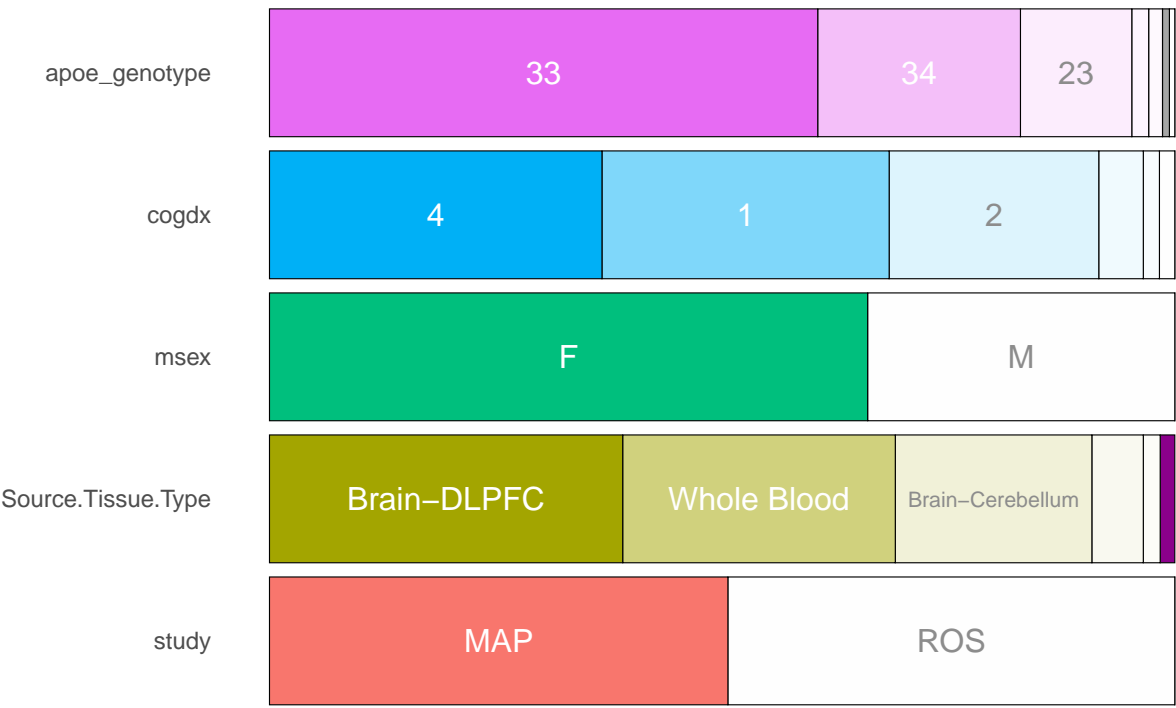 apoe_genotype 33 34 23
cogdx 4 1 2
msex F M
Source.Tissue.Type Brain−DLPFC Whole Blood Brain−Cerebellum
study MAP ROS